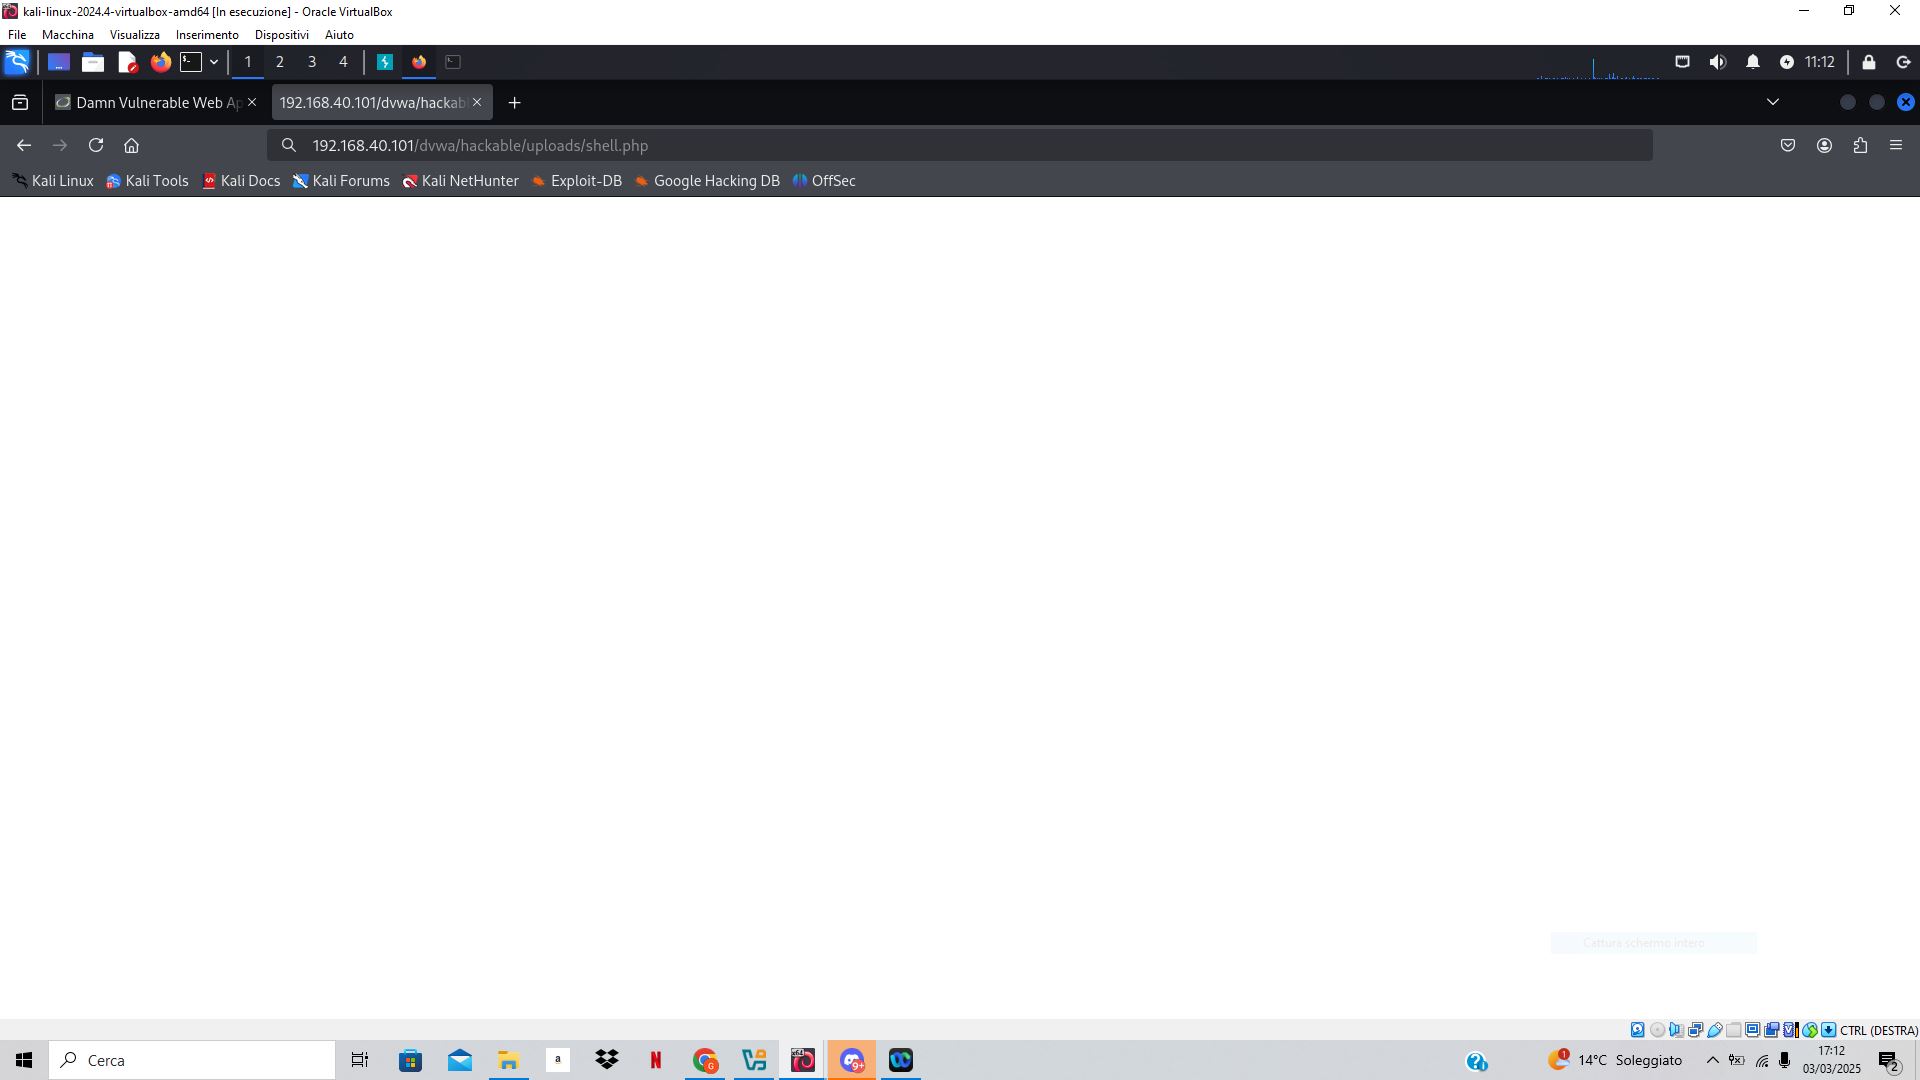 kali-linux-2024.4-virtualbox-amd64 [In esecuzione] - Oracle VirtualBox
File Macchina Visualizza Inserimento Dispositivi Aiuto
1 2 3 4 11:12
Damn Vulnerable Web Ap 192.168.40.101/dvwa/hackab
192.168.40.101/dvwa/hackable/uploads/shell.php
Kali Linux Kali Tools Kali Docs Kali Forums Kali NetHunter Exploit-DB Google Hacking DB OffSec
Cattura schermo intero
CTRL (DESTRA)
Cerca a N G 9+ 1 14°C Soleggiato 17:12
03/03/2025 2